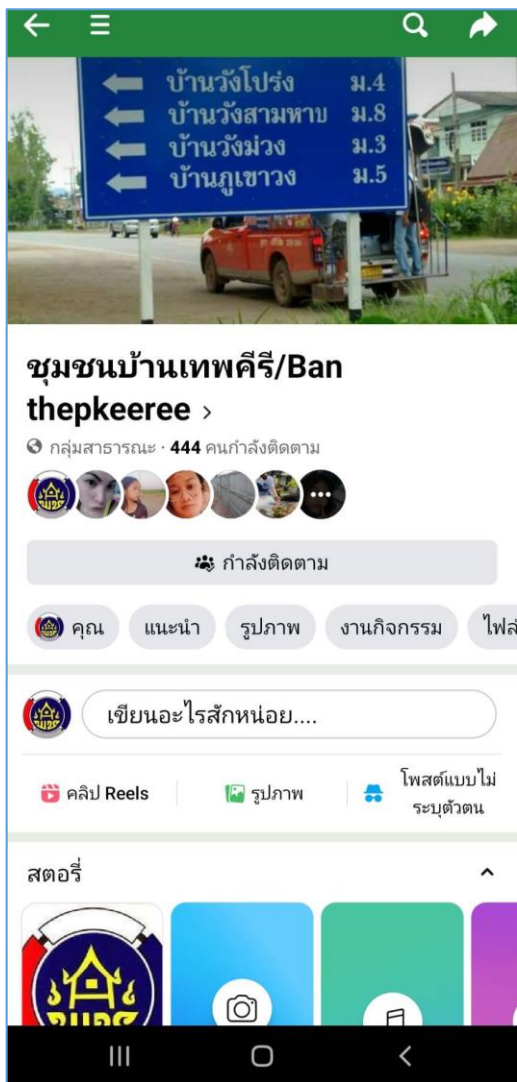 บ้านวังโปร่ง ม.4
บ้านวังสามหาบ ม.8
บ้านวังม่วง ม.3
บ้านภูเขาวง ม.5
ชุมชนบ้านเทพคีรี/Ban
thepkeeree
กลุ่มสาธารณะ · 444 คนกำลังติดตาม
กำลังติดตาม
คุณ แนะนำ รูปภาพ งานกิจกรรม
เขียนอะไรสักหน่อย....
คลิป Reels รูปภาพ โพสต์แบบไม่
ระบุตัวตน
สตอรี่